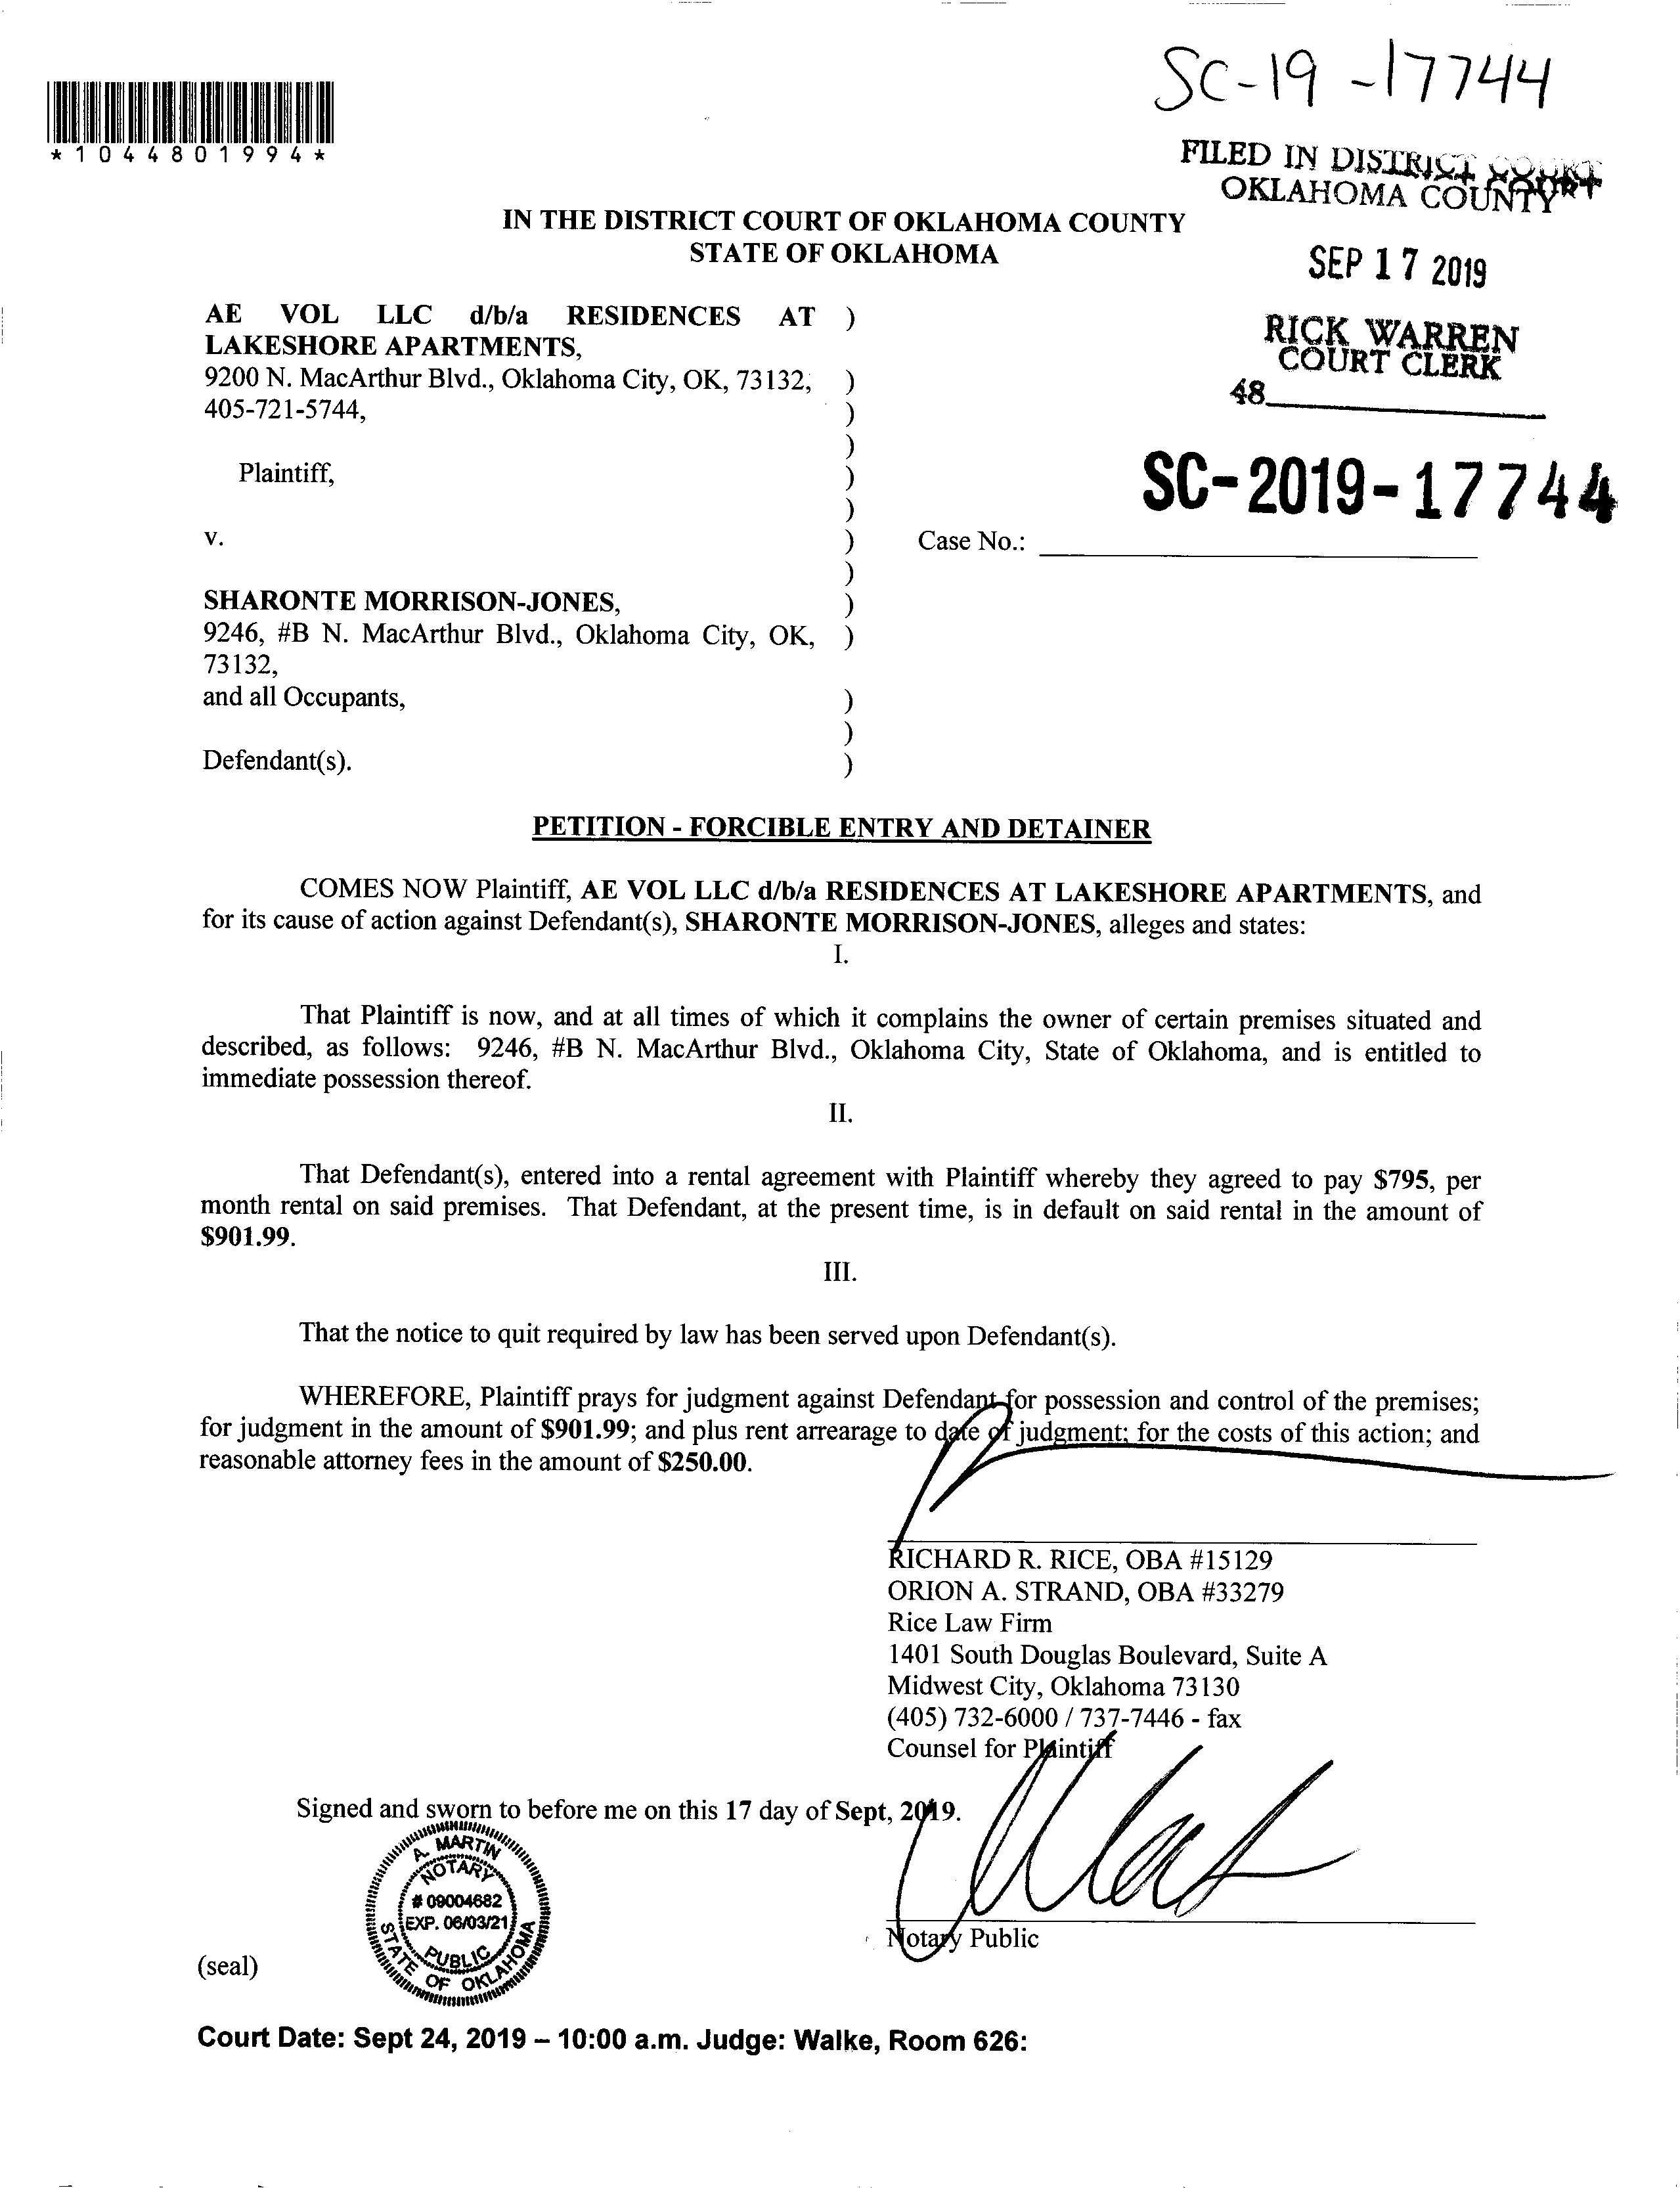 SC-19-17744
*1044801994*
FILED IN DISTRICT COURT
OKLAHOMA COUNTY
IN THE DISTRICT COURT OF OKLAHOMA COUNTY
STATE OF OKLAHOMA
SEP 17 2019
RICK WARREN
COURT CLERK
48
AE VOL LLC d/b/a RESIDENCES AT )
LAKESHORE APARTMENTS,
9200 N. MacArthur Blvd., Oklahoma City, OK, 73132, )
405-721-5744, )
)
Plaintiff, )
)
SC-2019-17744
v. ) Case No.:
)
SHARONTE MORRISON-JONES, )
9246, #B N. MacArthur Blvd., Oklahoma City, OK, )
73132,
and all Occupants, )
)
Defendant(s). )
PETITION - FORCIBLE ENTRY AND DETAINER
COMES NOW Plaintiff, AE VOL LLC d/b/a RESIDENCES AT LAKESHORE APARTMENTS, and
for its cause of action against Defendant(s), SHARONTE MORRISON-JONES, alleges and states:
I.
That Plaintiff is now, and at all times of which it complains the owner of certain premises situated and
described, as follows: 9246, #B N. MacArthur Blvd., Oklahoma City, State of Oklahoma, and is entitled to
immediate possession thereof.
II.
That Defendant(s), entered into a rental agreement with Plaintiff whereby they agreed to pay $795, per
month rental on said premises. That Defendant, at the present time, is in default on said rental in the amount of
$901.99.
III.
That the notice to quit required by law has been served upon Defendant(s).
WHEREFORE, Plaintiff prays for judgment against Defendant for possession and control of the premises;
for judgment in the amount of $901.99; and plus rent arrearage to date of judgment; for the costs of this action; and
reasonable attorney fees in the amount of $250.00.
RICHARD R. RICE, OBA #15129
ORION A. STRAND, OBA #33279
Rice Law Firm
1401 South Douglas Boulevard, Suite A
Midwest City, Oklahoma 73130
(405) 732-6000 / 737-7446 - fax
Counsel for Plaintiff
Signed and sworn to before me on this 17 day of Sept, 2019.
A. MARTIN
NOTARY
# 09004682
EXP. 06/03/21
PUBLIC
STATE OF OKLAHOMA
Notary Public
(seal)
Court Date: Sept 24, 2019 – 10:00 a.m. Judge: Walke, Room 626: